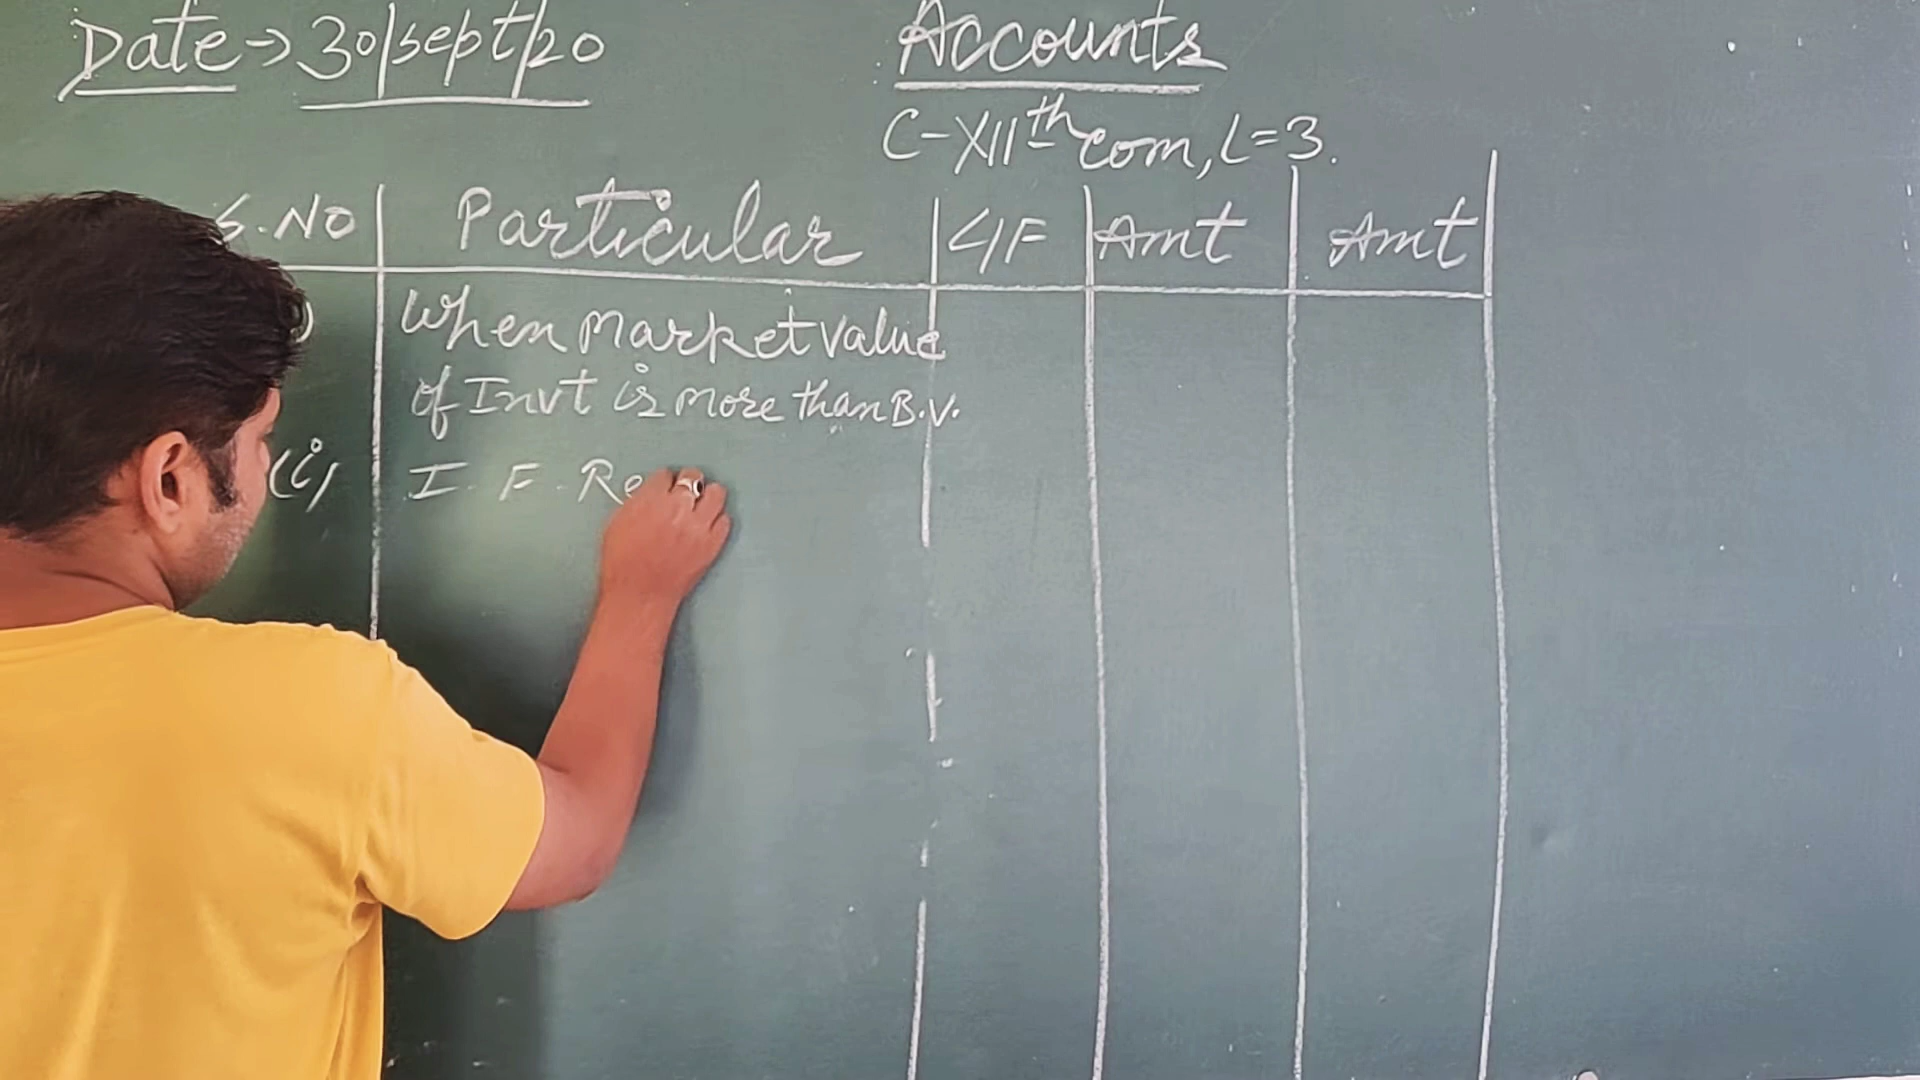 Date → 30/sept/20
Accounts
C-XIIth com, L=3.
S.No Particular L/F Amt Amt
When Market value
of Invt is more than B.V.
(i) I. F. Re